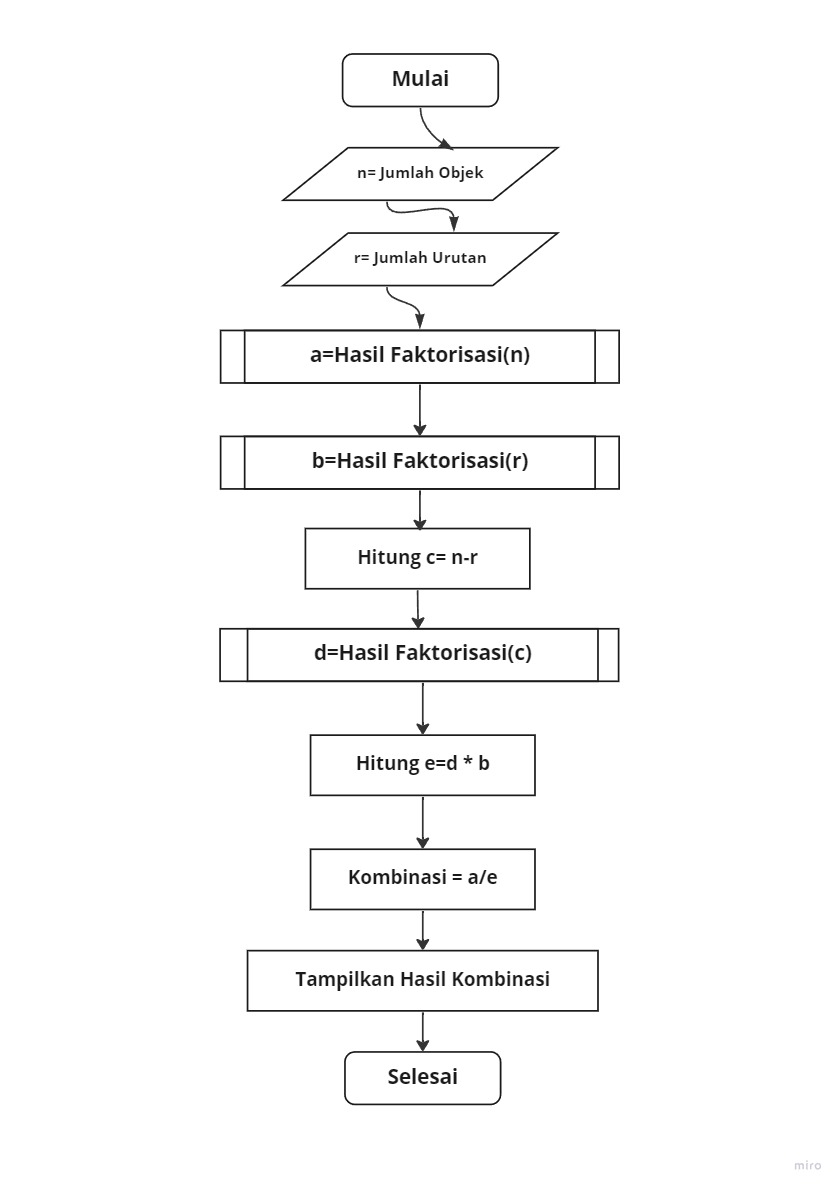 Mulai
n= Jumlah Objek
r= Jumlah Urutan
a=Hasil Faktorisasi(n)
b=Hasil Faktorisasi(r)
Hitung c= n-r
d=Hasil Faktorisasi(c)
Hitung e=d * b
Kombinasi = a/e
Tampilkan Hasil Kombinasi
Selesai
miro